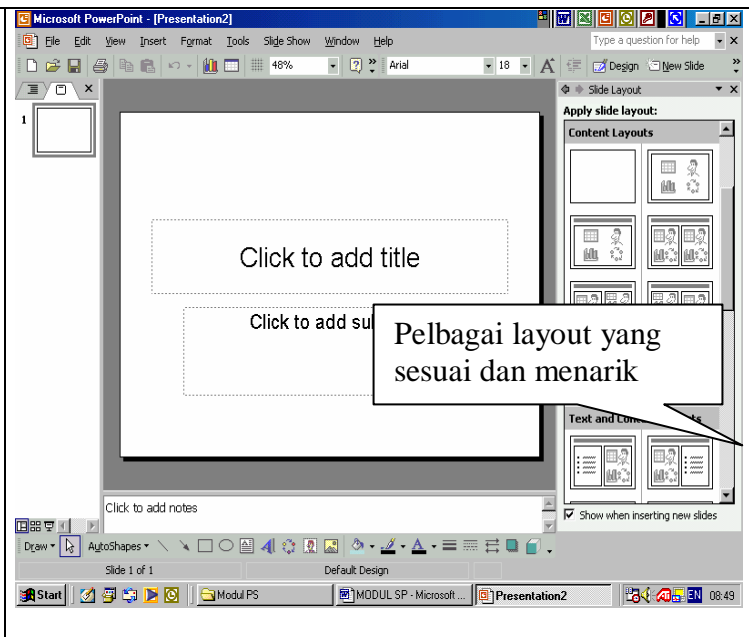 Microsoft PowerPoint - [Presentation2]
File Edit View Insert Format Tools Slide Show Window Help
Type a question for help
48%
Arial
18
Design
New Slide
Slide Layout
1
Apply slide layout:
Content Layouts
Click to add title
Click to add
Pelbagai layout yang
sesuai dan menarik
Text and
Click to add notes
Show when inserting new slides
Draw
AutoShapes
Slide 1 of 1
Default Design
Start
Modul PS
MODUL SP - Microsoft ...
Presentation2
EN
08:49